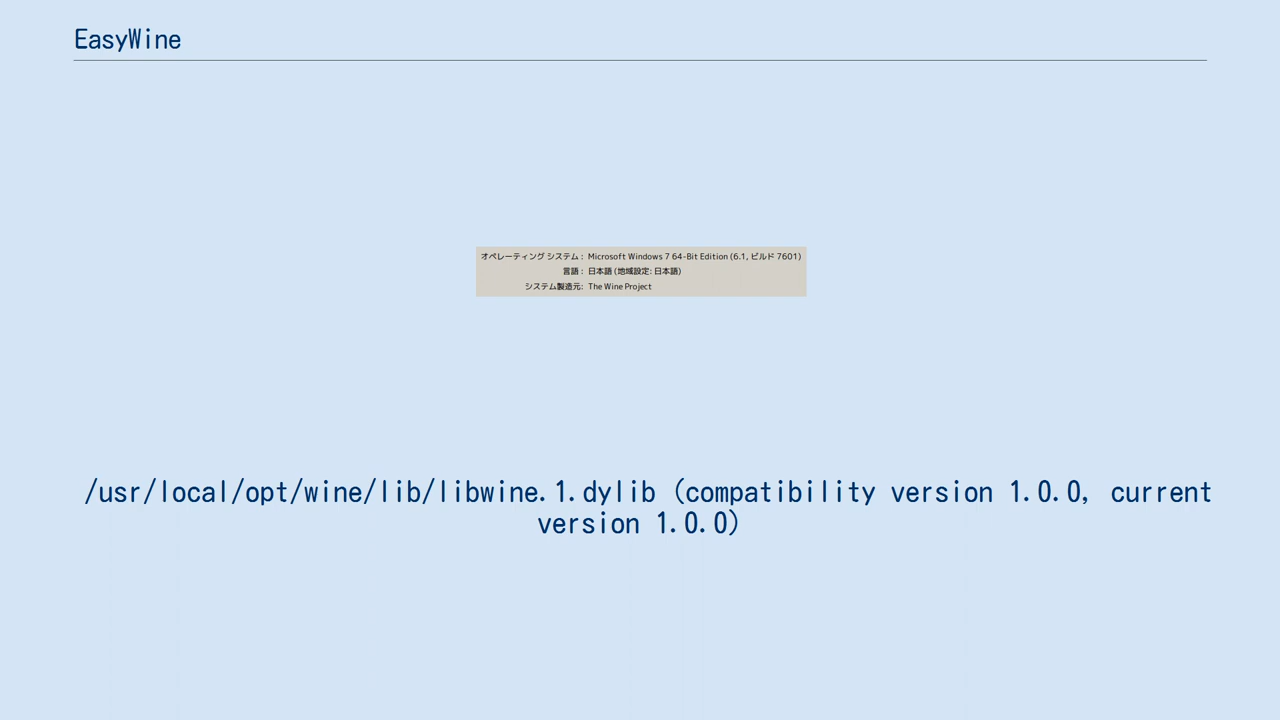 EasyWine
オペレーティング システム : Microsoft Windows 7 64-Bit Edition (6.1, ビルド 7601)
言語 : 日本語 (地域設定: 日本語)
システム製造元: The Wine Project
/usr/local/opt/wine/lib/libwine.1.dylib (compatibility version 1.0.0, current
version 1.0.0)